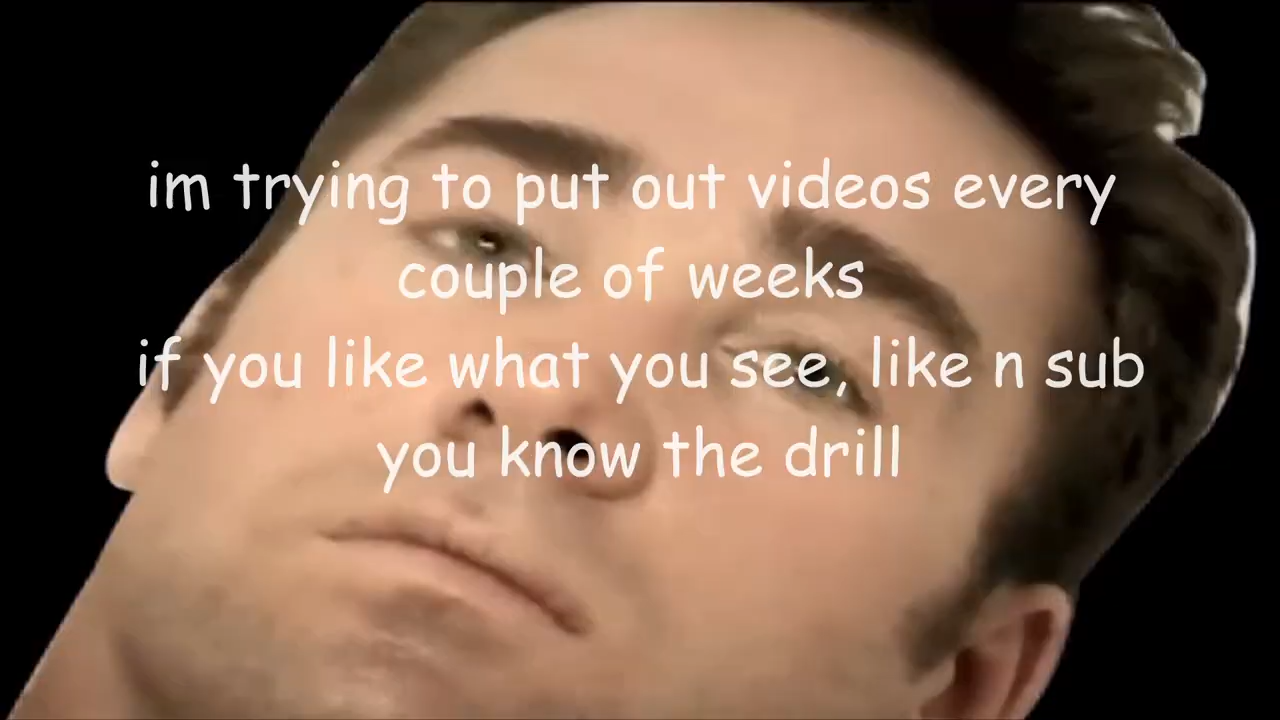 im trying to put out videos every
couple of weeks
if you like what you see, like n sub
you know the drill